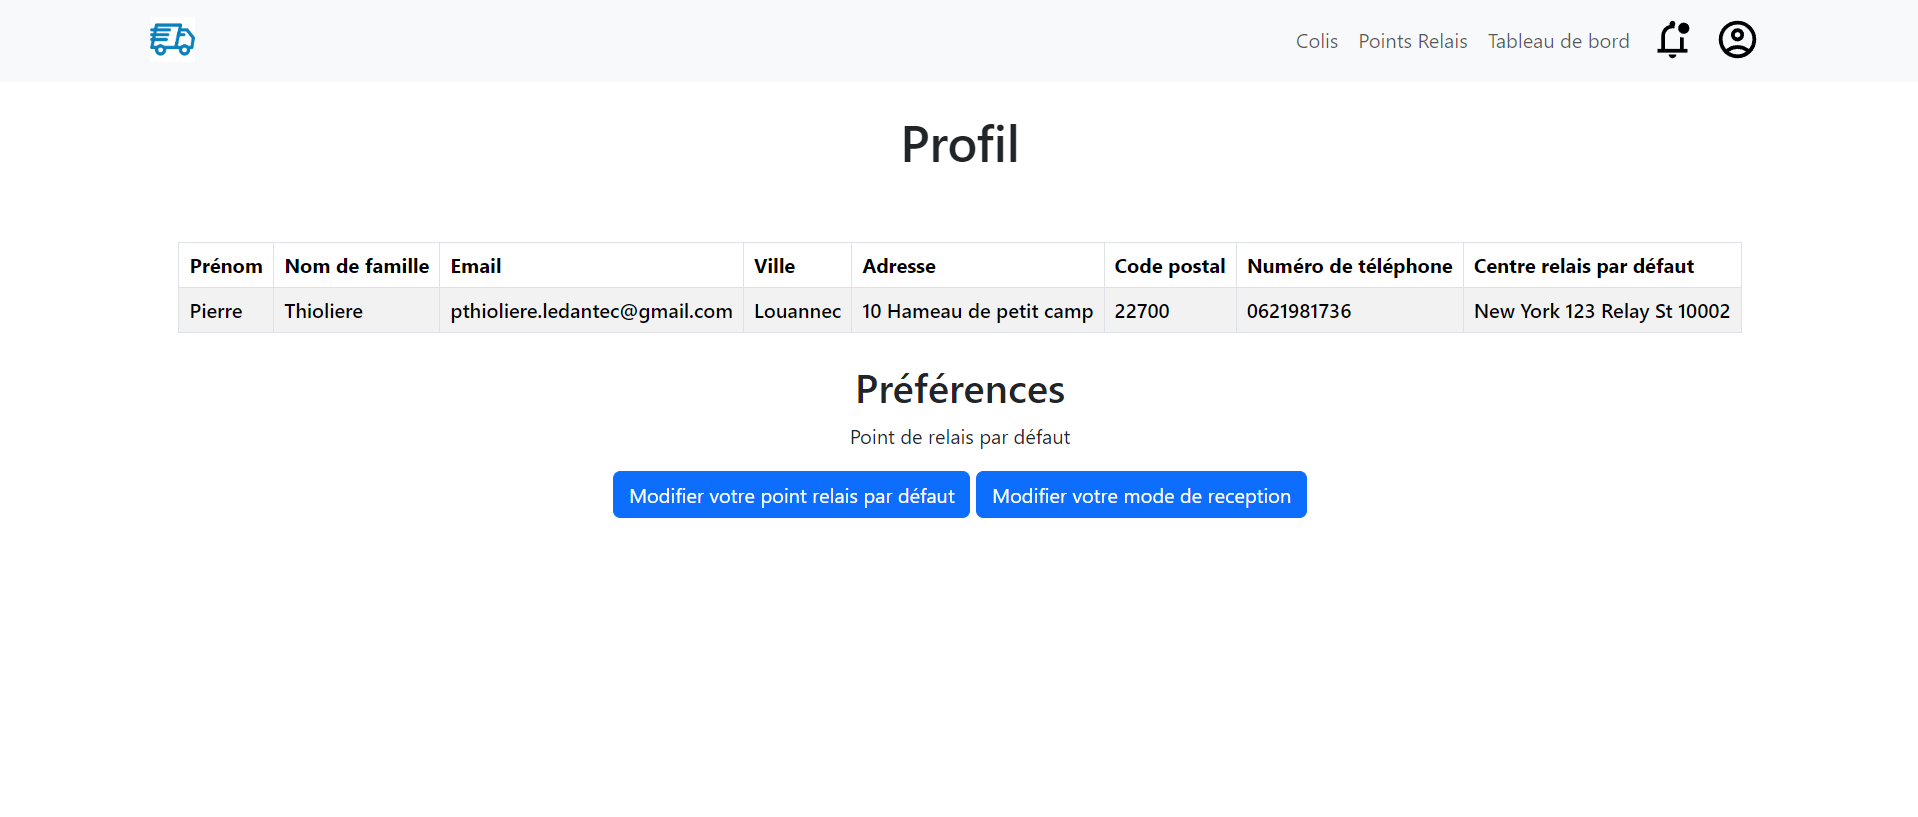 Colis Points Relais Tableau de bord
Profil
Prénom Nom de famille Email Ville Adresse Code postal Numéro de téléphone Centre relais par défaut
Pierre Thioliere pthioliere.ledantec@gmail.com Louannec 10 Hameau de petit camp 22700 0621981736 New York 123 Relay St 10002
Préférences
Point de relais par défaut
Modifier votre point relais par défaut Modifier votre mode de reception